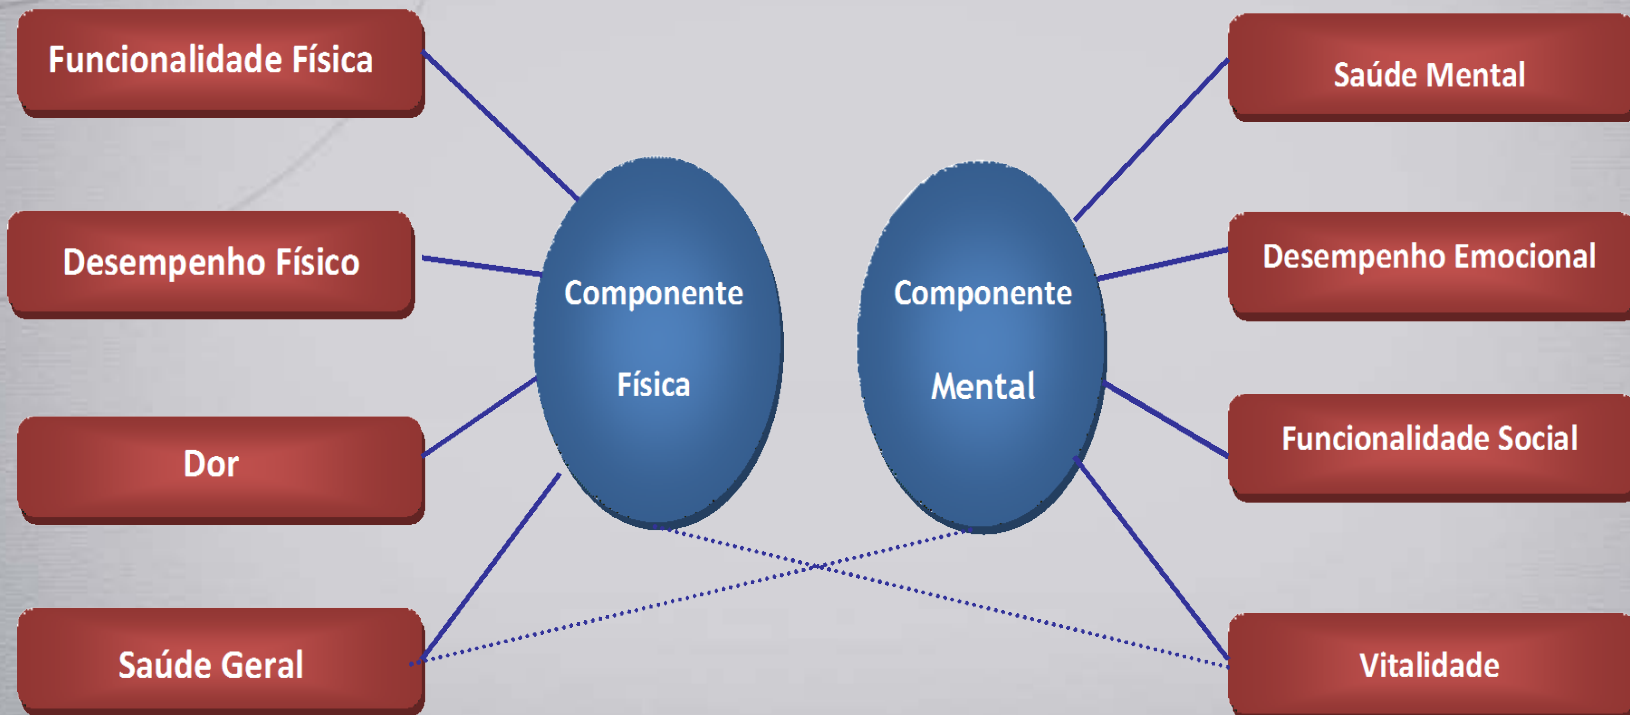 Funcionalidade Física
Desempenho Físico
Dor
Saúde Geral
Componente
Física
Componente
Mental
Saúde Mental
Desempenho Emocional
Funcionalidade Social
Vitalidade